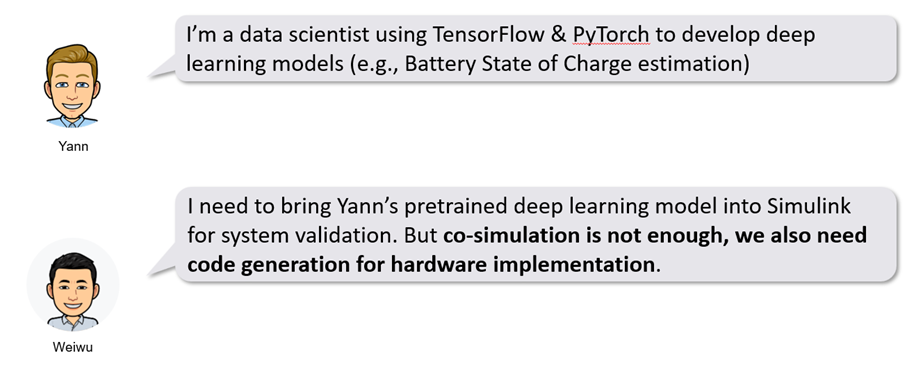 I’m a data scientist using TensorFlow & PyTorch to develop deep
learning models (e.g., Battery State of Charge estimation)
Yann
I need to bring Yann’s pretrained deep learning model into Simulink
for system validation. But co-simulation is not enough, we also need
code generation for hardware implementation.
Weiwu